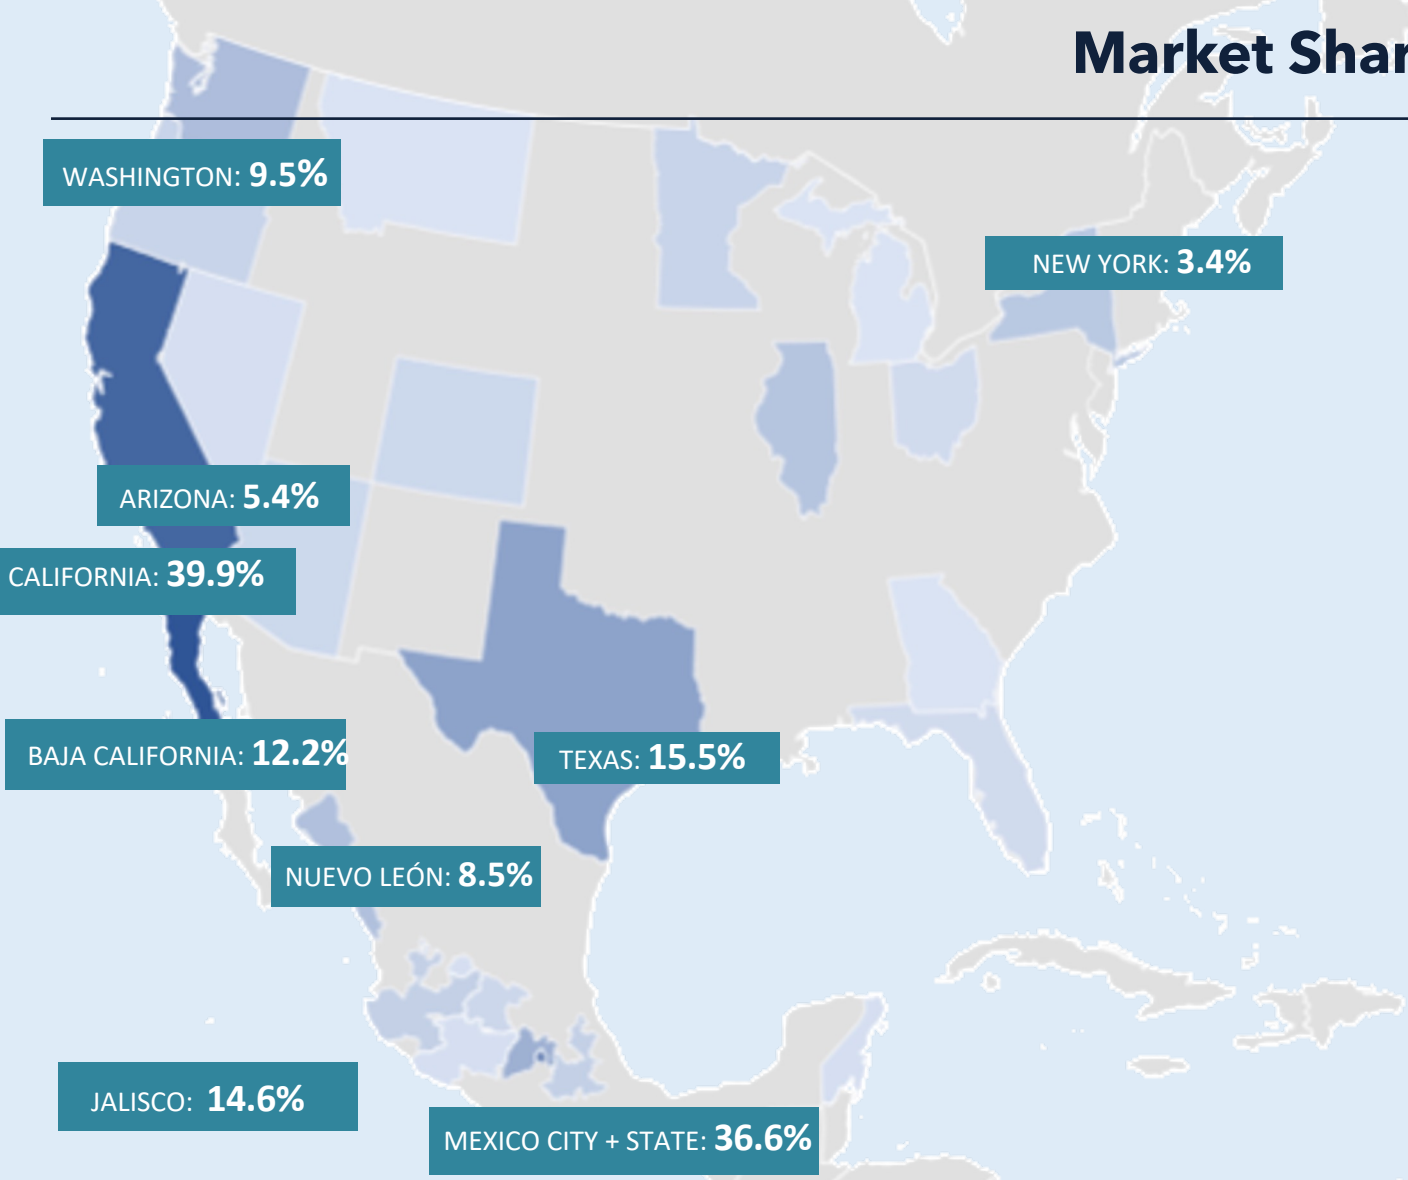 Market Shar
WASHINGTON: 9.5%
NEW YORK: 3.4%
ARIZONA: 5.4%
CALIFORNIA: 39.9%
BAJA CALIFORNIA: 12.2%
TEXAS: 15.5%
NUEVO LEÓN: 8.5%
JALISCO: 14.6%
MEXICO CITY + STATE: 36.6%